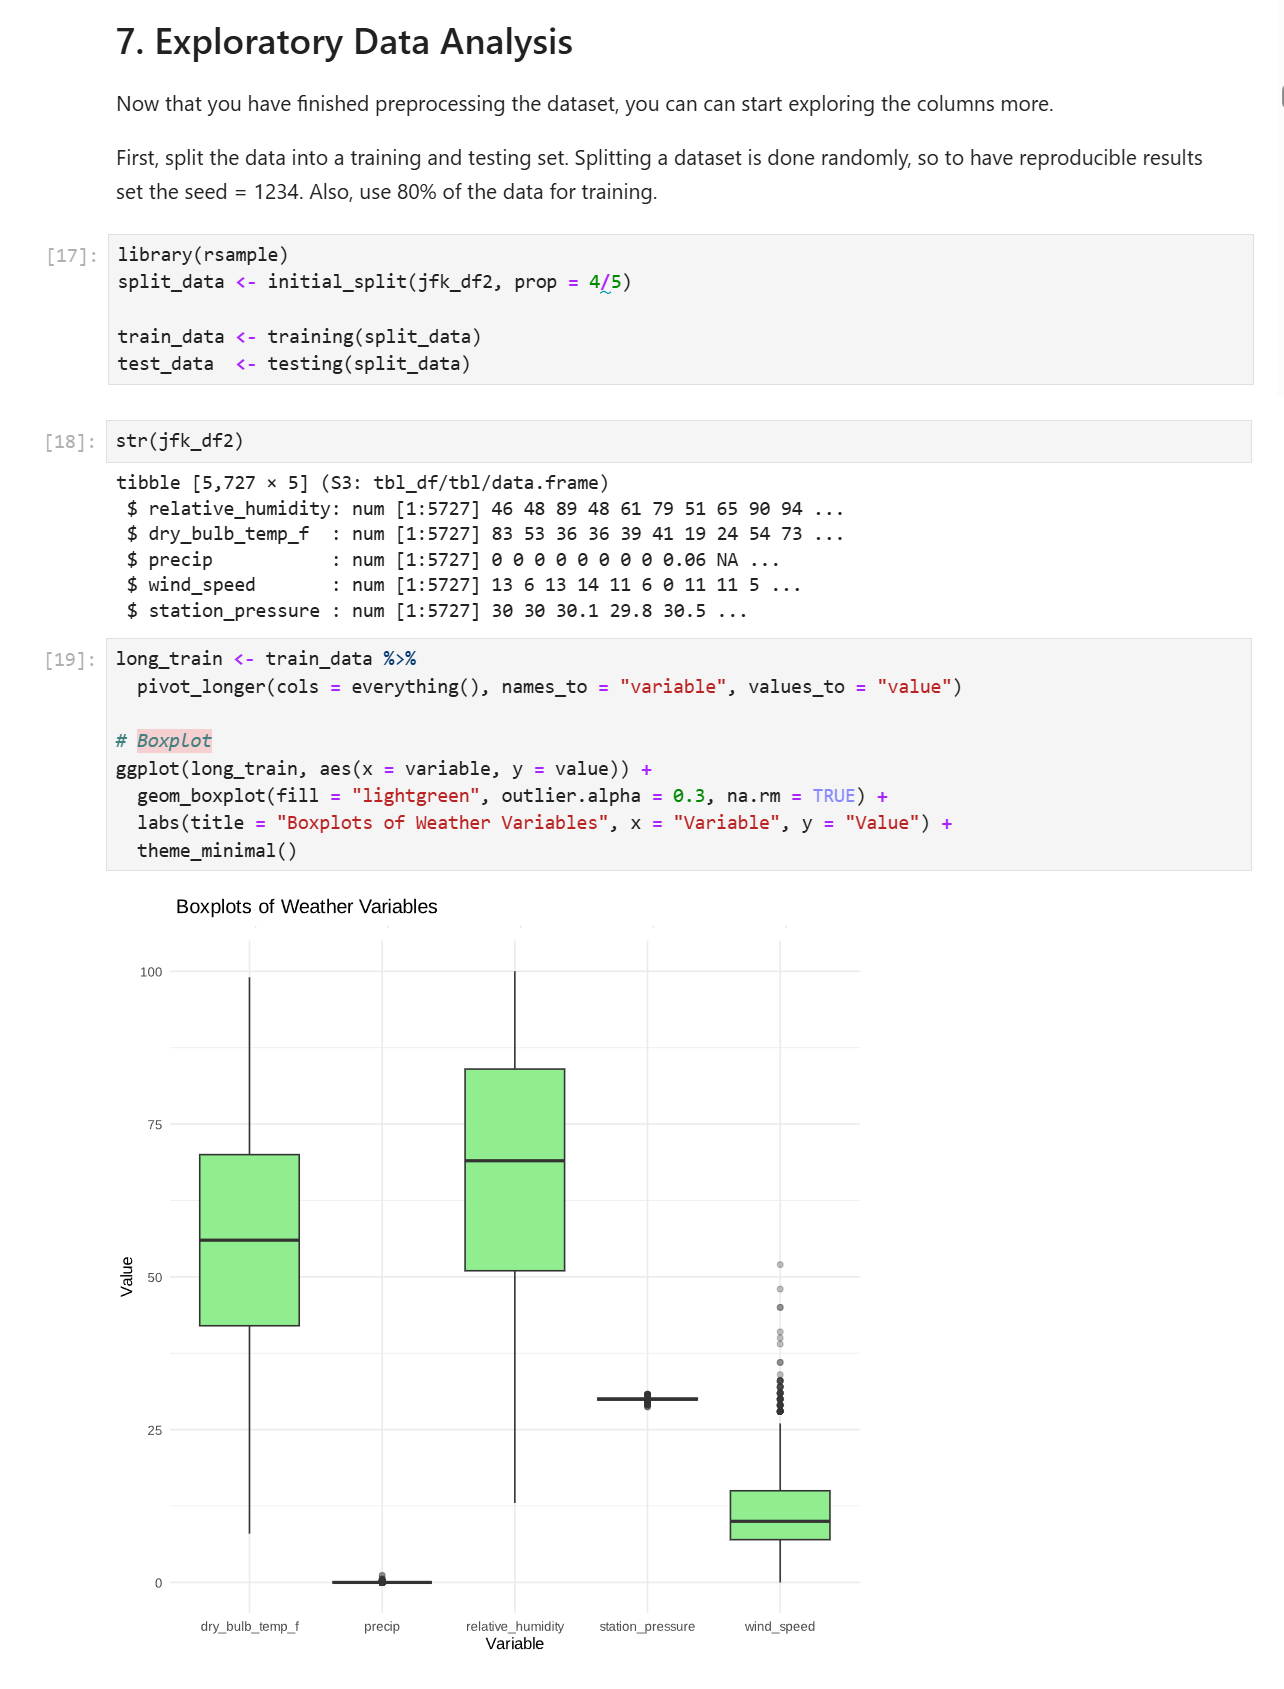 7. Exploratory Data Analysis
Now that you have finished preprocessing the dataset, you can can start exploring the columns more.
First, split the data into a training and testing set. Splitting a dataset is done randomly, so to have reproducible results
set the seed = 1234. Also, use 80% of the data for training.
[17]:
library(rsample)
split_data <- initial_split(jfk_df2, prop = 4/5)
train_data <- training(split_data)
test_data  <- testing(split_data)
[18]:
str(jfk_df2)
tibble [5,727 × 5] (S3: tbl_df/tbl/data.frame)
 $ relative_humidity: num [1:5727] 46 48 89 48 61 79 51 65 90 94 ...
 $ dry_bulb_temp_f  : num [1:5727] 83 53 36 36 39 41 19 24 54 73 ...
 $ precip           : num [1:5727] 0 0 0 0 0 0 0 0.06 NA ...
 $ wind_speed       : num [1:5727] 13 6 13 14 11 6 0 11 11 5 ...
 $ station_pressure : num [1:5727] 30 30 30.1 29.8 30.5 ...
[19]:
long_train <- train_data %>%
  pivot_longer(cols = everything(), names_to = "variable", values_to = "value")
# Boxplot
ggplot(long_train, aes(x = variable, y = value)) +
  geom_boxplot(fill = "lightgreen", outlier.alpha = 0.3, na.rm = TRUE) +
  labs(title = "Boxplots of Weather Variables", x = "Variable", y = "Value") +
  theme_minimal()
Boxplots of Weather Variables
100
75
50
25
0
Value
dry_bulb_temp_f precip relative_humidity station_pressure wind_speed
Variable